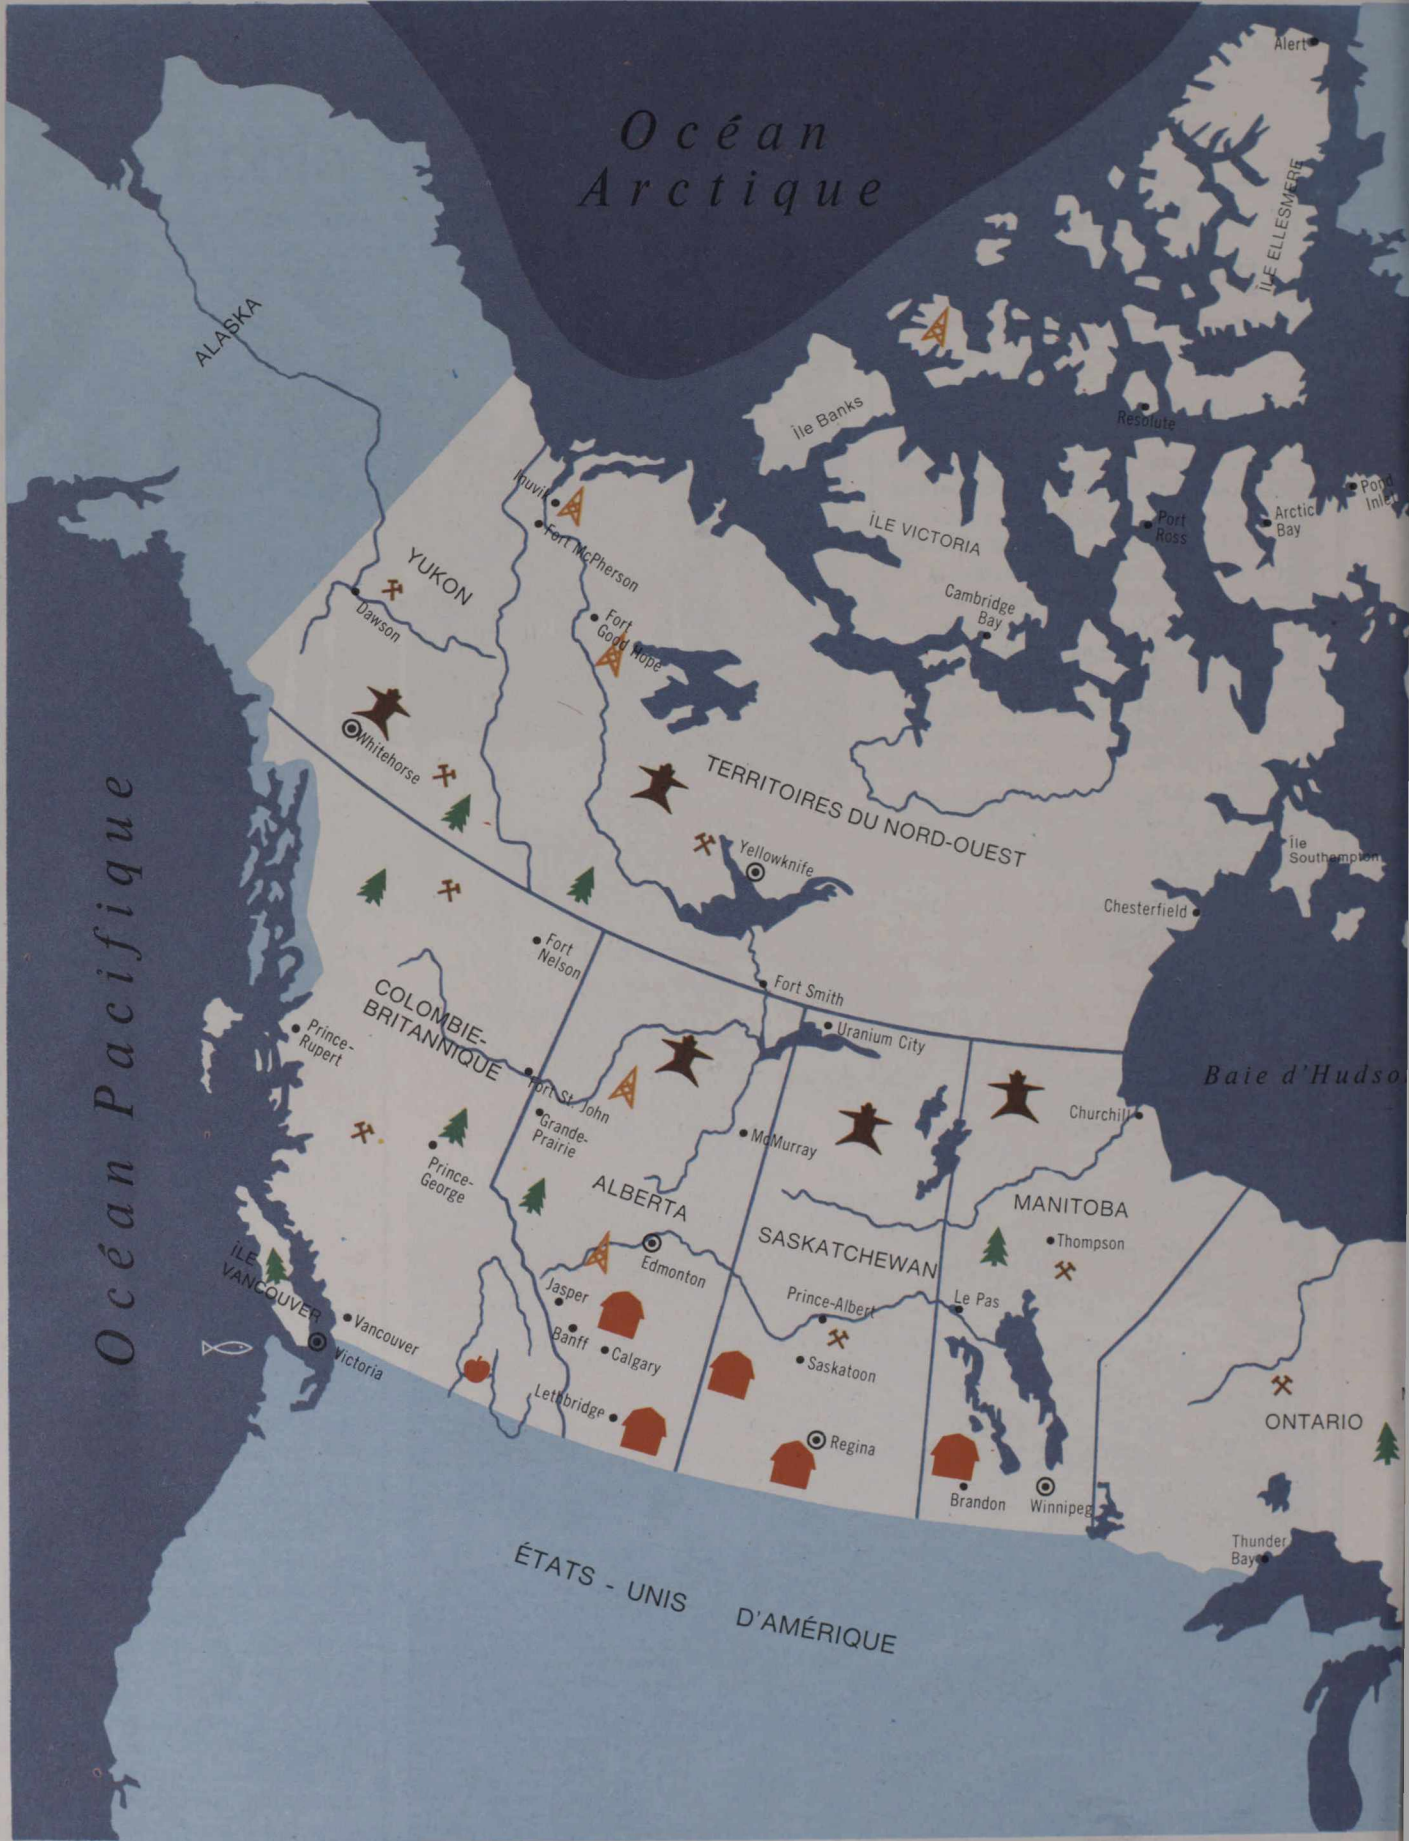 Océan
Arctique
Alert
ÎLE ELLESMERE
ALASKA
Île Banks
Resolute
Inuvik
ÎLE VICTORIA
Port
Ross
Arctic
Bay
Pond
Fort McPherson
YUKON
Dawson
Cambridge
Bay
Fort
Good Hope
Whitehorse
TERRITOIRES DU NORD-OUEST
Yellowknife
Île
Southampton
Océan Pacifique
Chesterfield
Fort
Nelson
Fort Smith
COLOMBIE-
BRITANNIQUE
Prince-
Rupert
Uranium City
Baie d'Hudso
Fort St. John
Churchill
Grande-
Prairie
McMurray
Prince-
George
ALBERTA
MANITOBA
Thompson
SASKATCHEWAN
ÎLE
VANCOUVER
Edmonton
Jasper
Prince-Albert
Le Pas
Vancouver
Victoria
Banff
Calgary
Saskatoon
Lethbridge
ONTARIO
Regina
Brandon
Winnipeg
Thunder
Bay
ÉTATS - UNIS D'AMÉRIQUE